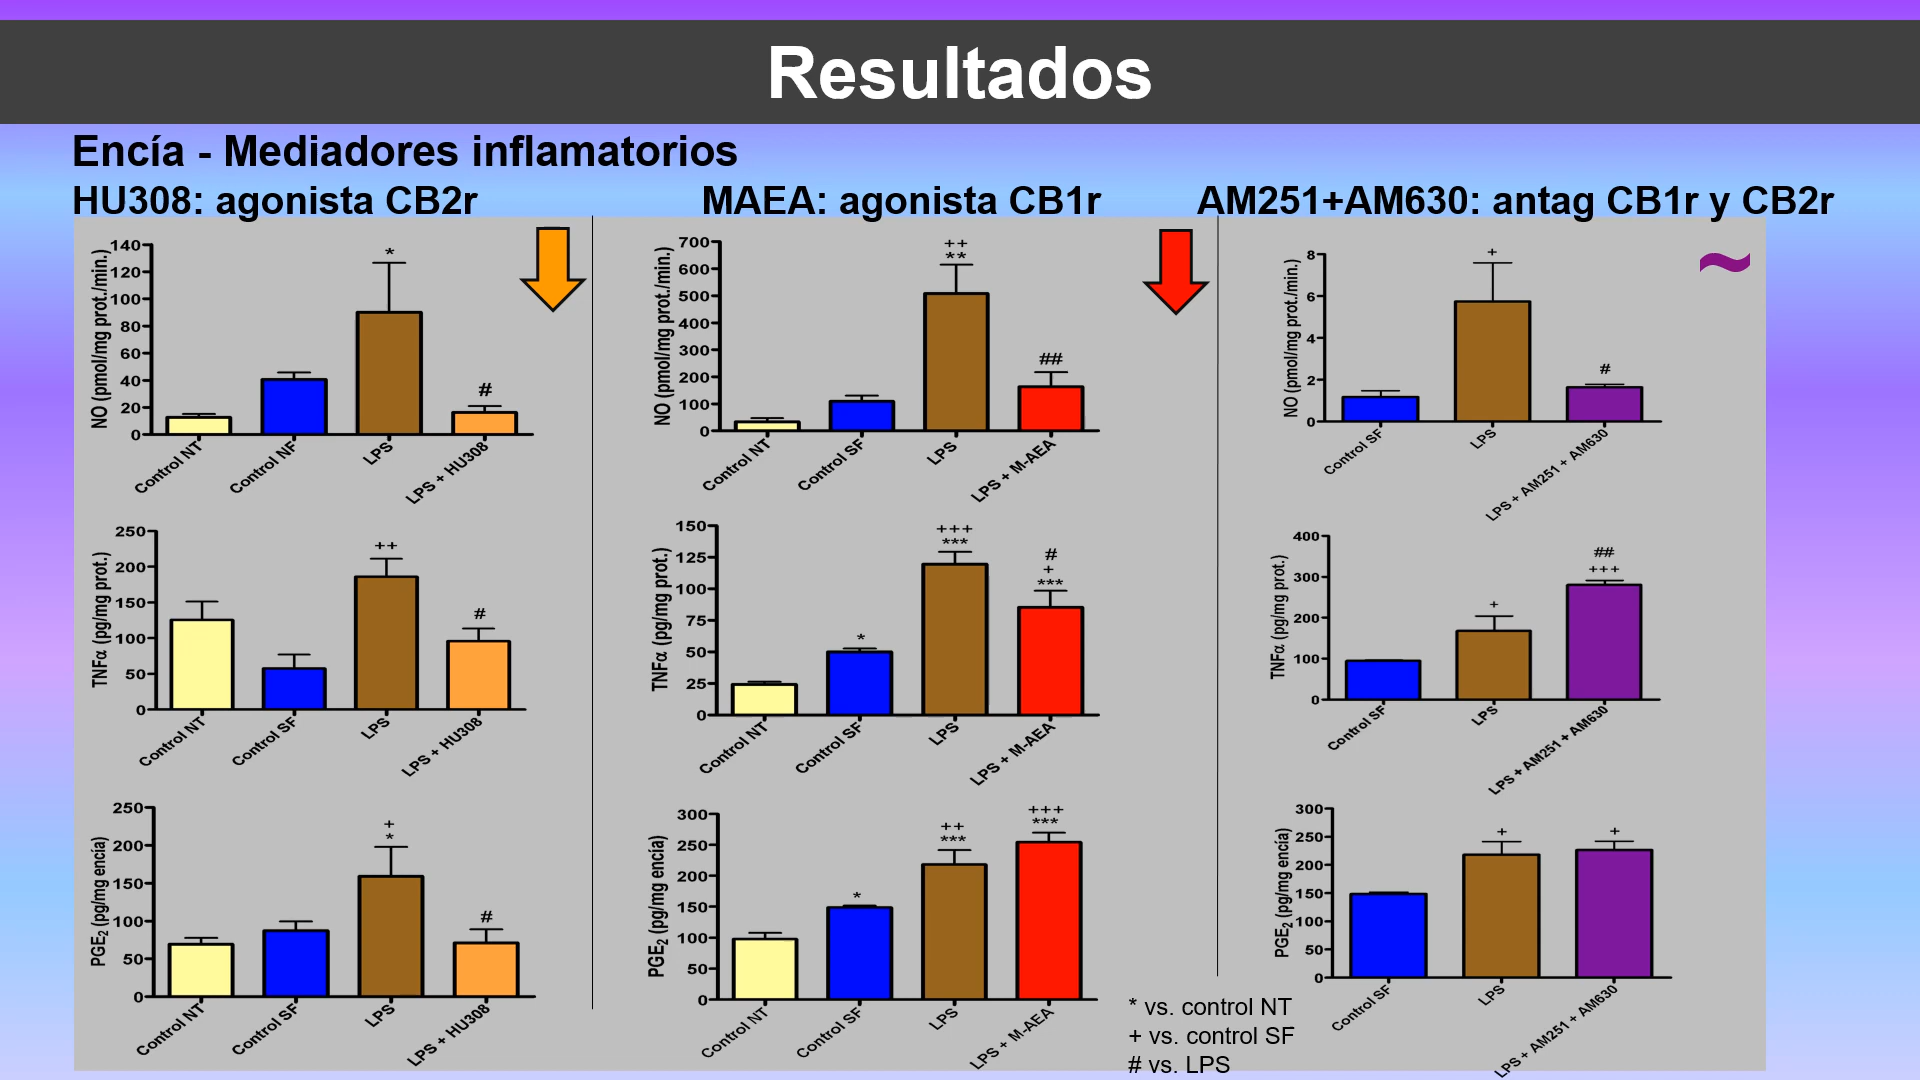 Resultados
Encía - Mediadores inflamatorios
HU308: agonista CB2r
MAEA: agonista CB1r
AM251+AM630: antag CB1r y CB2r
NO (pmol/mg prot./min.)
140
120
100
80
60
40
20
0
*
#
Control NT
Control NF
LPS
LPS + HU308
NO (pmol/mg prot./min.)
700
600
500
400
300
200
100
0
++
**
##
Control NT
Control SF
LPS
LPS + M-AEA
~
NO (pmol/mg prot./min.)
8
6
4
2
0
+
#
Control SF
LPS
LPS + AM251 + AM630
TNFα (pg/mg prot.)
250
200
150
100
50
0
++
#
Control NT
Control SF
LPS
LPS + HU308
TNFα (pg/mg prot.)
150
125
100
75
50
25
0
*
+++
***
#
+
***
Control NT
Control SF
LPS
LPS + M-AEA
TNFα (pg/mg prot.)
400
300
200
100
0
+
##
+++
Control SF
LPS
LPS + AM251 + AM630
PGE₂ (pg/mg encía)
250
200
150
100
50
0
+
*
#
Control NT
Control SF
LPS
LPS + HU308
PGE₂ (pg/mg encía)
300
250
200
150
100
50
0
*
++
***
+++
***
Control NT
Control SF
LPS
LPS + M-AEA
PGE₂ (pg/mg encía)
300
250
200
150
100
50
0
+
+
Control SF
LPS
LPS + AM251 + AM630
* vs. control NT
+ vs. control SF
# vs. LPS